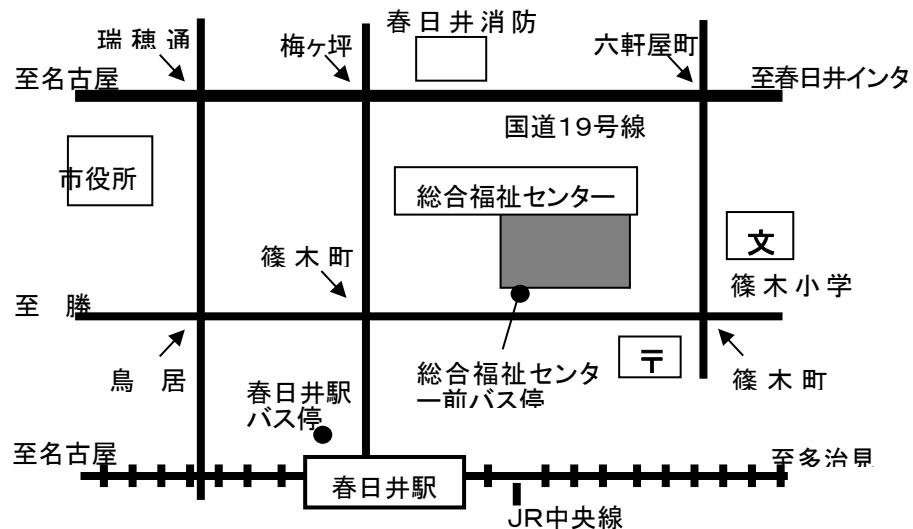 春日井消防
瑞穂通
梅ヶ坪
六軒屋町
至名古屋
至春日井インタ
国道19号線
市役所
総合福祉センター
文
篠木町
篠木小学
至 勝
〒
鳥 居
総合福祉センタ
ー前バス停
篠木町
春日井駅
バス停
至名古屋
至多治見
春日井駅
JR中央線